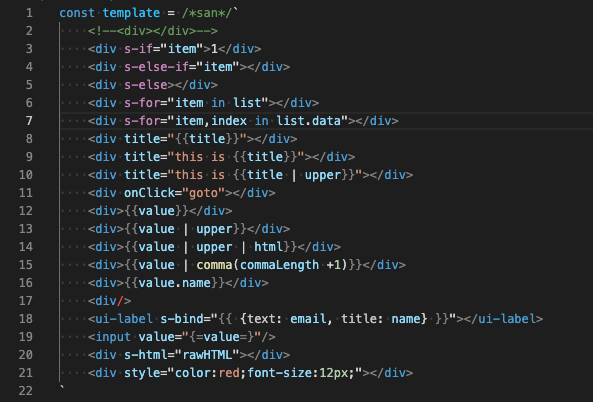 1 const template = /*san*/`
2 <!--<div></div>-->
3 <div s-if="item">1</div>
4 <div s-else-if="item"></div>
5 <div s-else></div>
6 <div s-for="item in list"></div>
7 <div s-for="item,index in list.data"></div>
8 <div title="{{title}}"></div>
9 <div title="this is {{title}}"></div>
10 <div title="this is {{title | upper}}"></div>
11 <div onClick="goto"></div>
12 <div>{{value}}</div>
13 <div>{{value | upper}}</div>
14 <div>{{value | upper | html}}</div>
15 <div>{{value | comma(commaLength +1)}}</div>
16 <div>{{value.name}}</div>
17 <div/>
18 <ui-label s-bind="{{ {text: email, title: name} }}"></ui-label>
19 <input value="{=value=}"/>
20 <div s-html="rawHTML"></div>
21 <div style="color:red;font-size:12px;"></div>
22 `